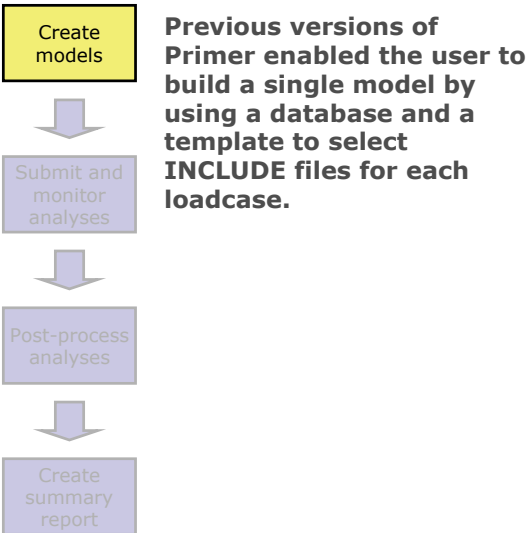 Create
models
Previous versions of
Primer enabled the user to
build a single model by
using a database and a
template to select
INCLUDE files for each
loadcase.
Submit and
monitor
analyses
Post-process
analyses
Create
summary
report